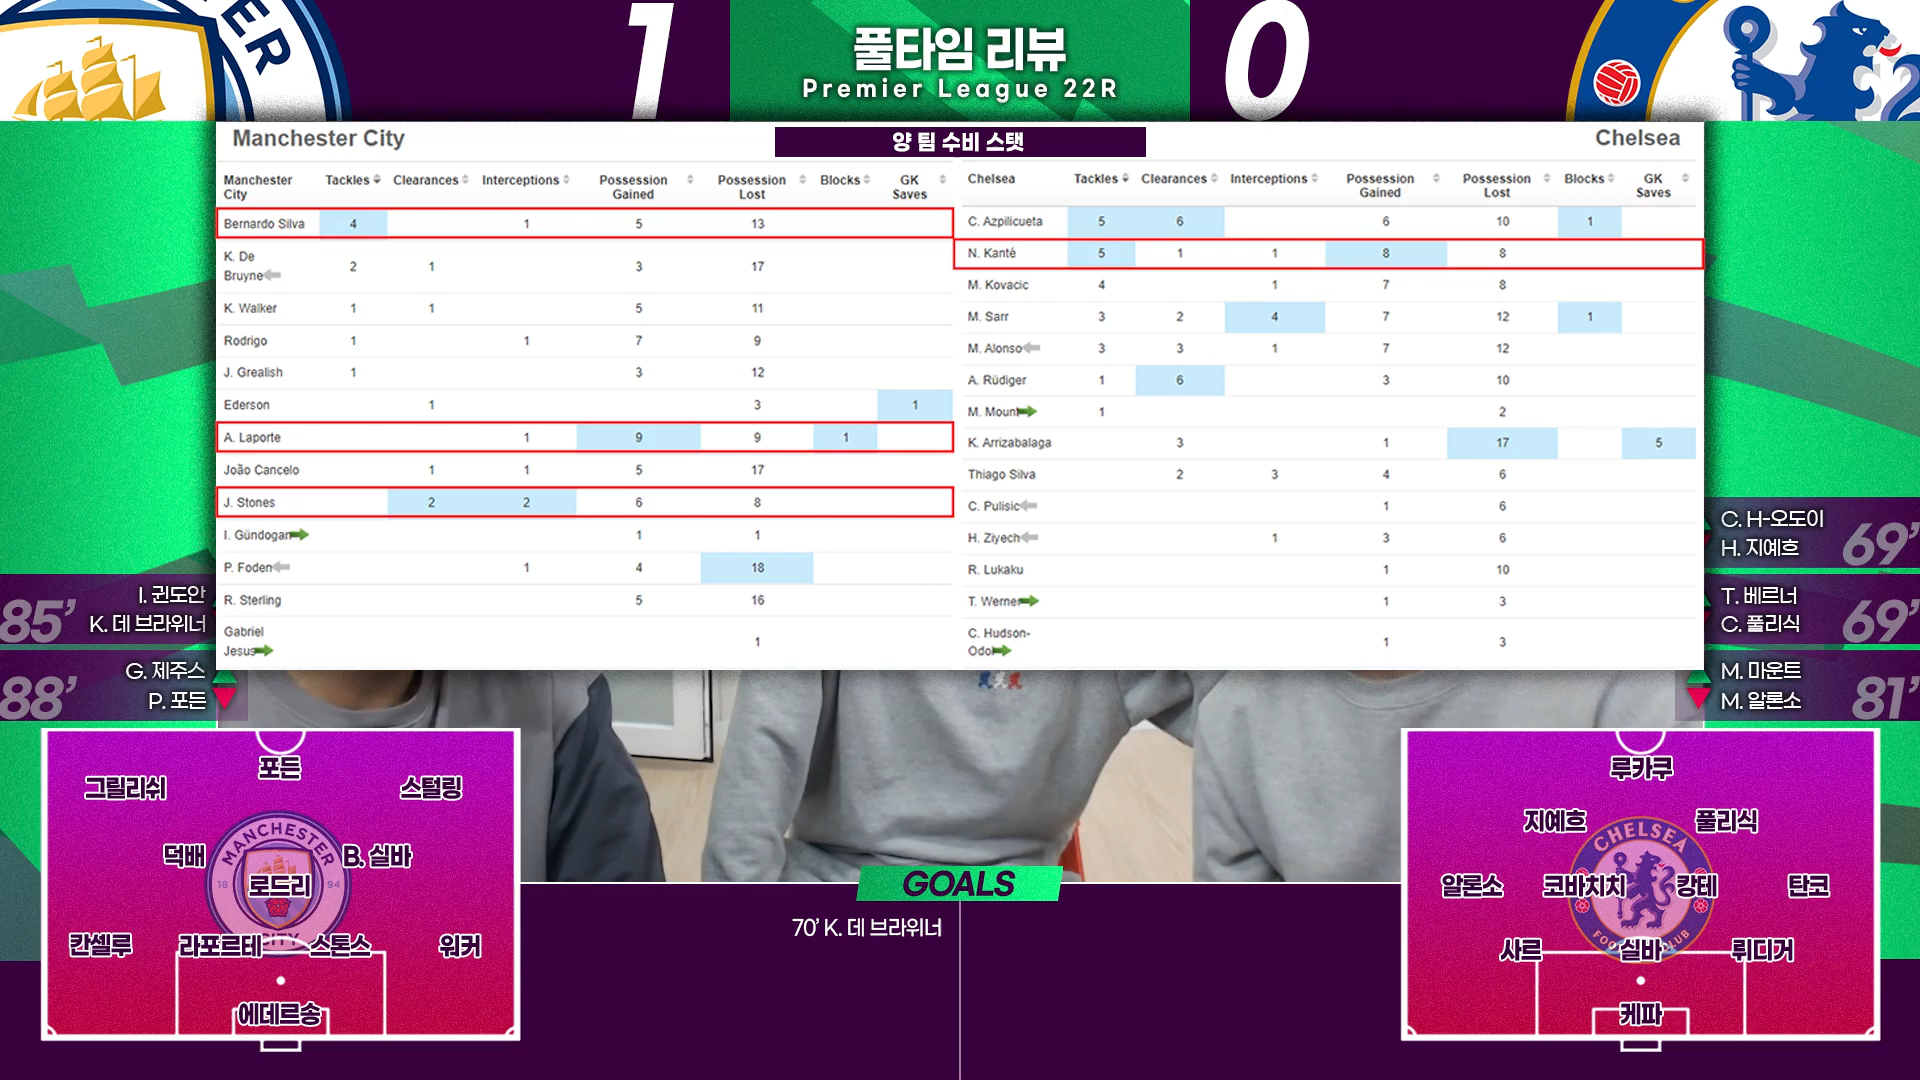 1
풀타임 리뷰
Premier League 22R
0
양 팀 수비 스탯
Manchester City
Manchester City Tackles Clearances Interceptions Possession Gained Possession Lost Blocks GK Saves
Bernardo Silva 4 1 5 13
K. De Bruyne 2 1 3 17
K. Walker 1 1 5 11
Rodrigo 1 1 7 9
J. Grealish 1 3 12
Ederson 1 3 1
A. Laporte 1 9 9 1
João Cancelo 1 1 5 17
J. Stones 2 2 6 8
I. Gündogan 1 1
P. Foden 1 4 18
R. Sterling 5 16
Gabriel Jesus 1
Chelsea
Chelsea Tackles Clearances Interceptions Possession Gained Possession Lost Blocks GK Saves
C. Azpilicueta 5 6 6 10 1
N. Kanté 5 1 1 8 8
M. Kovacic 4 1 7 8
M. Sarr 3 2 4 7 12 1
M. Alonso 3 3 1 7 12
A. Rüdiger 1 6 3 10
M. Mount 1 2
K. Arrizabalaga 3 1 17 5
Thiago Silva 2 3 4 6
C. Pulisic 1 6
H. Ziyech 1 3 6
R. Lukaku 1 10
T. Werner 1 3
C. Hudson-Odoi 1 3
85’
I. 귄도안
K. 데 브라위너
88’
G. 제주스
P. 포든
C. H-오도이
H. 지예흐
69’
T. 베르너
C. 풀리식
69’
M. 마운트
M. 알론소
81’
포든
그릴리쉬 스털링
덕배 B. 실바
로드리
칸셀루 라포르테 스톤스 워커
에데르송
MANCHESTER
18 94
CITY
GOALS
70’ K. 데 브라위너
루카쿠
지예흐 풀리식
알론소 코바치치 캉테 탄코
사르 실바 뤼디거
케파
CHELSEA